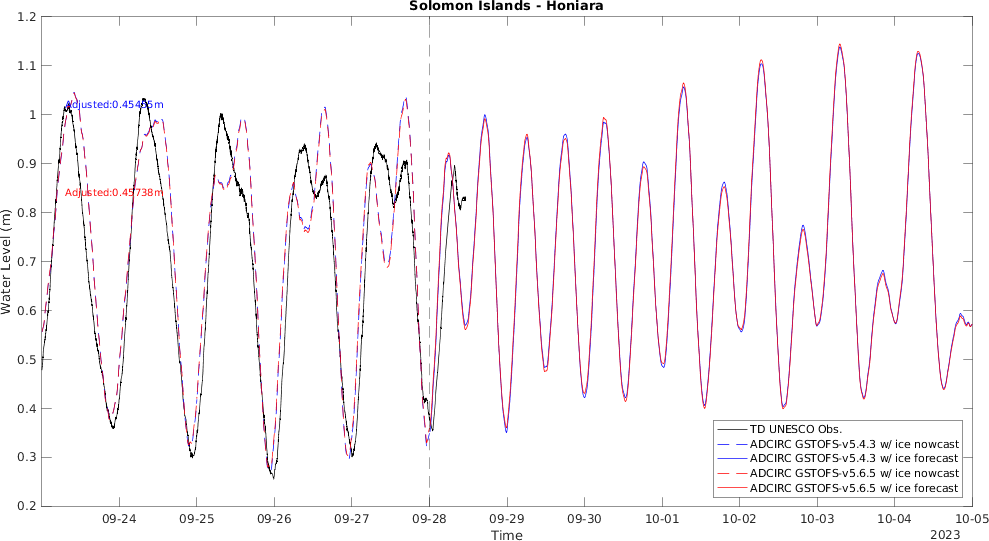 Solomon Islands - Honiara
1.2
1.1
1
0.9
0.8
0.7
0.6
0.5
0.4
0.3
0.2
Water Level (m)
Adjusted:0.45738m
09-24
09-25
09-26
09-27
09-28
09-29
09-30
10-01
10-02
10-03
10-04
10-05
Time
2023
TD UNESCO Obs.
ADCIRC GSTOFS-v5.4.3 w/ ice nowcast
ADCIRC GSTOFS-v5.4.3 w/ ice forecast
ADCIRC GSTOFS-v5.6.5 w/ ice nowcast
ADCIRC GSTOFS-v5.6.5 w/ ice forecast